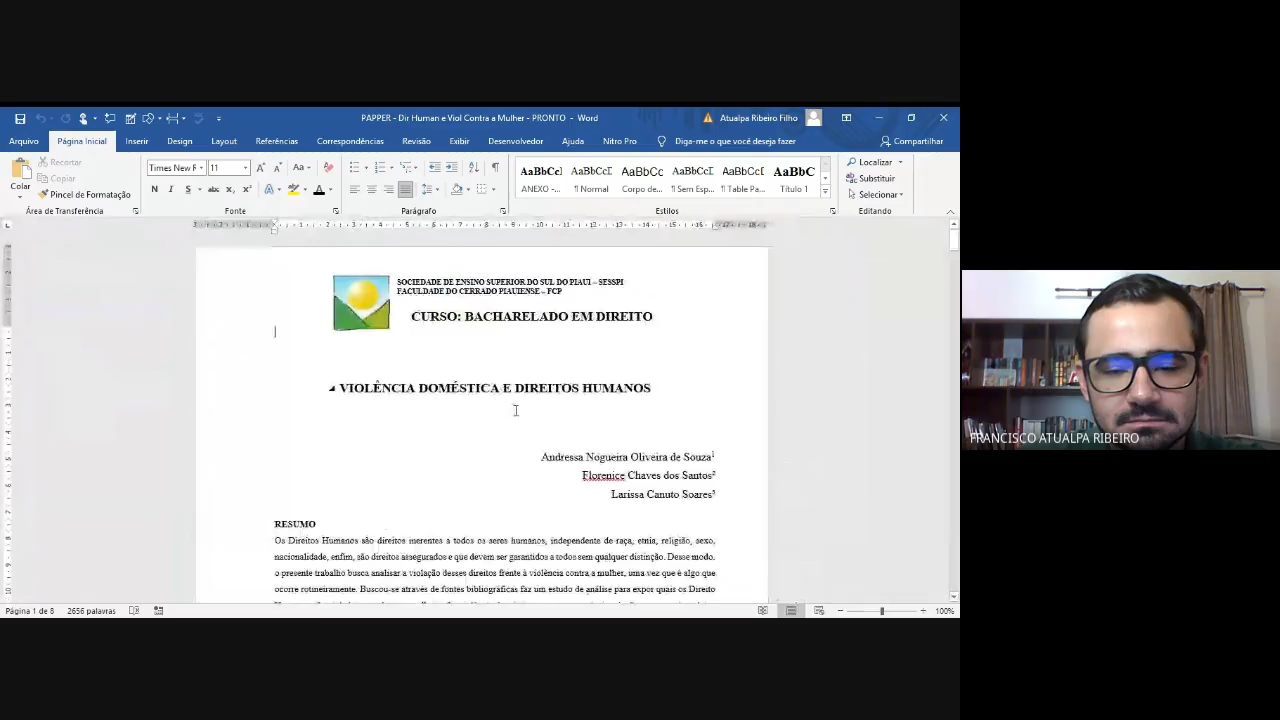 PAPPER - Dir Human e Viol Contra a Mulher - PRONTO - Word
Atualpa Ribeiro Filho
Arquivo Página Inicial Inserir Design Layout Referências Correspondências Revisão Exibir Desenvolvedor Ajuda Nitro Pro Diga-me o que você deseja fazer Compartilhar
Colar
Recortar
Copiar
Pincel de Formatação
Área de Transferência
Times New R 11
N I S abc x₂ x²
Fonte
Parágrafo
AaBbCcI AaBbCcI AaBbCc AaBbCcI AaBbCcI AaBbC
ANEXO -... ¶ Normal Corpo de... ¶ Sem Esp... ¶ Table Pa... Título 1
Estilos
Localizar
Substituir
Selecionar
Editando
SOCIEDADE DE ENSINO SUPERIOR DO SUL DO PIAUI – SESSPI
FACULDADE DO CERRADO PIAUIENSE – FCP
CURSO: BACHARELADO EM DIREITO
VIOLÊNCIA DOMÉSTICA E DIREITOS HUMANOS
Andressa Nogueira Oliveira de Souza¹
Florenice Chaves dos Santos²
Larissa Canuto Soares³
RESUMO
Os Direitos Humanos são direitos inerentes a todos os seres humanos, independente de raça, etnia, religião, sexo,
nacionalidade, enfim, são direitos assegurados e que devem ser garantidos a todos sem qualquer distinção. Desse modo,
o presente trabalho busca analisar a violação desses direitos frente à violência contra a mulher, uma vez que é algo que
ocorre rotineiramente. Buscou-se através de fontes bibliográficas faz um estudo de análise para expor quais os Direito
Página 1 de 8 2656 palavras 100%
FRANCISCO ATUALPA RIBEIRO